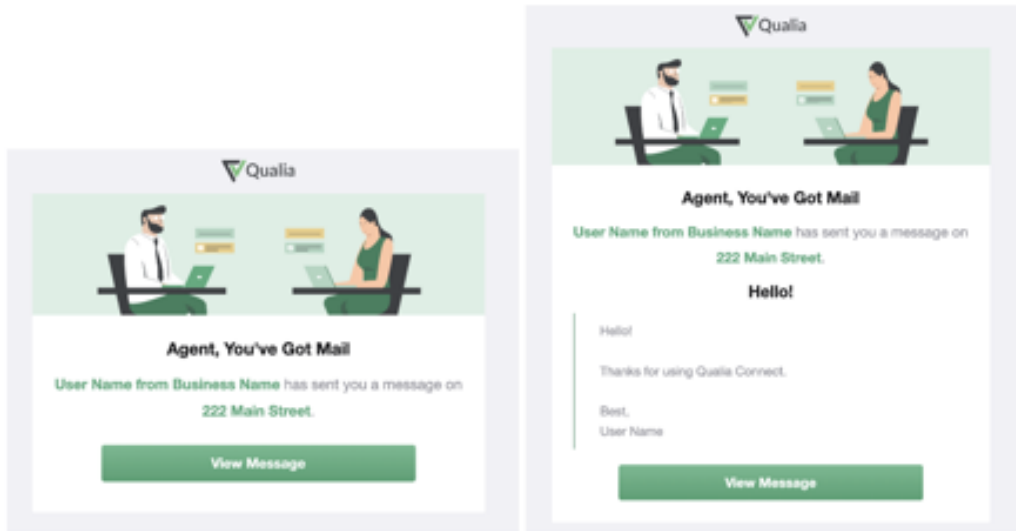 Qualia
Agent, You've Got Mail
User Name from Business Name has sent you a message on
222 Main Street.
View Message
Qualia
Agent, You've Got Mail
User Name from Business Name has sent you a message on
222 Main Street.
Hello!
Hello!
Thanks for using Qualia Connect.
Best,
User Name
View Message